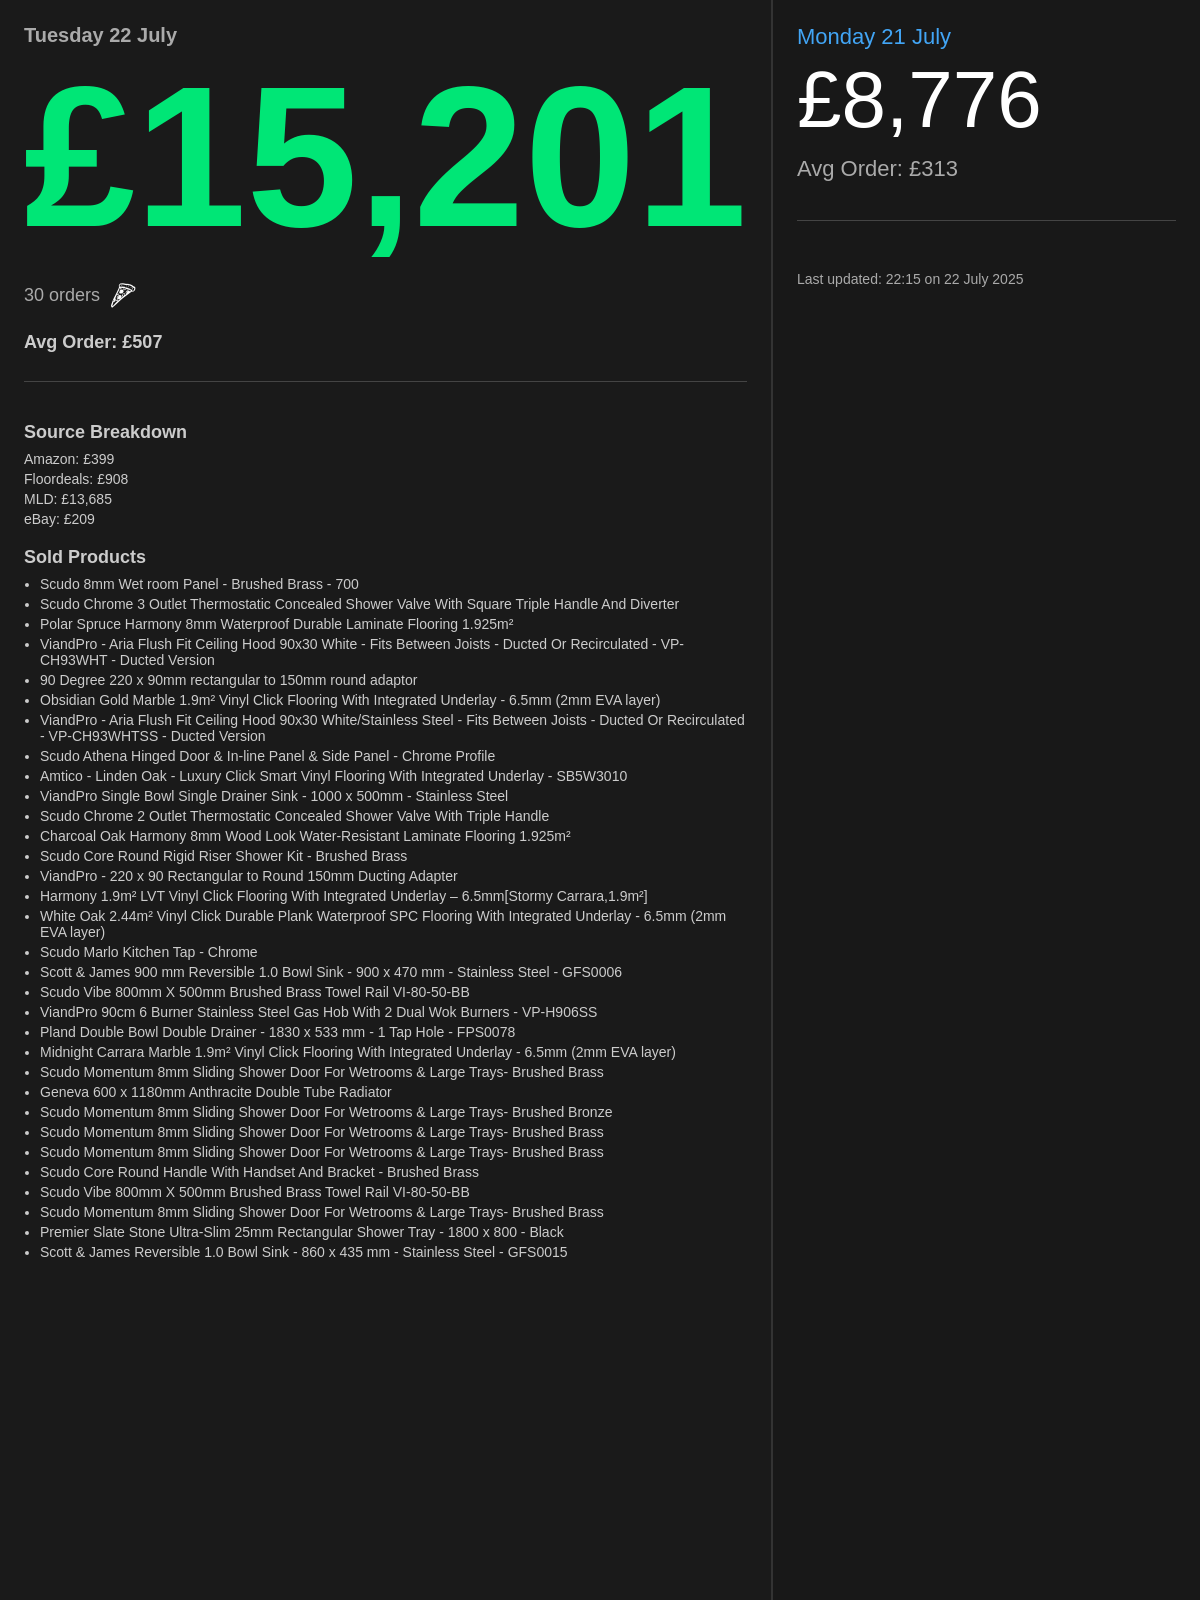 Tuesday 22 July
£15,201
30 orders
Avg Order: £507
Source Breakdown
Amazon: £399
Floordeals: £908
MLD: £13,685
eBay: £209
Sold Products
• Scudo 8mm Wet room Panel - Brushed Brass - 700
• Scudo Chrome 3 Outlet Thermostatic Concealed Shower Valve With Square Triple Handle And Diverter
• Polar Spruce Harmony 8mm Waterproof Durable Laminate Flooring 1.925m²
• ViandPro - Aria Flush Fit Ceiling Hood 90x30 White - Fits Between Joists - Ducted Or Recirculated - VP-
CH93WHT - Ducted Version
• 90 Degree 220 x 90mm rectangular to 150mm round adaptor
• Obsidian Gold Marble 1.9m² Vinyl Click Flooring With Integrated Underlay - 6.5mm (2mm EVA layer)
• ViandPro - Aria Flush Fit Ceiling Hood 90x30 White/Stainless Steel - Fits Between Joists - Ducted Or Recirculated
- VP-CH93WHTSS - Ducted Version
• Scudo Athena Hinged Door & In-line Panel & Side Panel - Chrome Profile
• Amtico - Linden Oak - Luxury Click Smart Vinyl Flooring With Integrated Underlay - SB5W3010
• ViandPro Single Bowl Single Drainer Sink - 1000 x 500mm - Stainless Steel
• Scudo Chrome 2 Outlet Thermostatic Concealed Shower Valve With Triple Handle
• Charcoal Oak Harmony 8mm Wood Look Water-Resistant Laminate Flooring 1.925m²
• Scudo Core Round Rigid Riser Shower Kit - Brushed Brass
• ViandPro - 220 x 90 Rectangular to Round 150mm Ducting Adapter
• Harmony 1.9m² LVT Vinyl Click Flooring With Integrated Underlay – 6.5mm[Stormy Carrara,1.9m²]
• White Oak 2.44m² Vinyl Click Durable Plank Waterproof SPC Flooring With Integrated Underlay - 6.5mm (2mm
EVA layer)
• Scudo Marlo Kitchen Tap - Chrome
• Scott & James 900 mm Reversible 1.0 Bowl Sink - 900 x 470 mm - Stainless Steel - GFS0006
• Scudo Vibe 800mm X 500mm Brushed Brass Towel Rail VI-80-50-BB
• ViandPro 90cm 6 Burner Stainless Steel Gas Hob With 2 Dual Wok Burners - VP-H906SS
• Pland Double Bowl Double Drainer - 1830 x 533 mm - 1 Tap Hole - FPS0078
• Midnight Carrara Marble 1.9m² Vinyl Click Flooring With Integrated Underlay - 6.5mm (2mm EVA layer)
• Scudo Momentum 8mm Sliding Shower Door For Wetrooms & Large Trays- Brushed Brass
• Geneva 600 x 1180mm Anthracite Double Tube Radiator
• Scudo Momentum 8mm Sliding Shower Door For Wetrooms & Large Trays- Brushed Bronze
• Scudo Momentum 8mm Sliding Shower Door For Wetrooms & Large Trays- Brushed Brass
• Scudo Momentum 8mm Sliding Shower Door For Wetrooms & Large Trays- Brushed Brass
• Scudo Core Round Handle With Handset And Bracket - Brushed Brass
• Scudo Vibe 800mm X 500mm Brushed Brass Towel Rail VI-80-50-BB
• Scudo Momentum 8mm Sliding Shower Door For Wetrooms & Large Trays- Brushed Brass
• Premier Slate Stone Ultra-Slim 25mm Rectangular Shower Tray - 1800 x 800 - Black
• Scott & James Reversible 1.0 Bowl Sink - 860 x 435 mm - Stainless Steel - GFS0015
Monday 21 July
£8,776
Avg Order: £313
Last updated: 22:15 on 22 July 2025